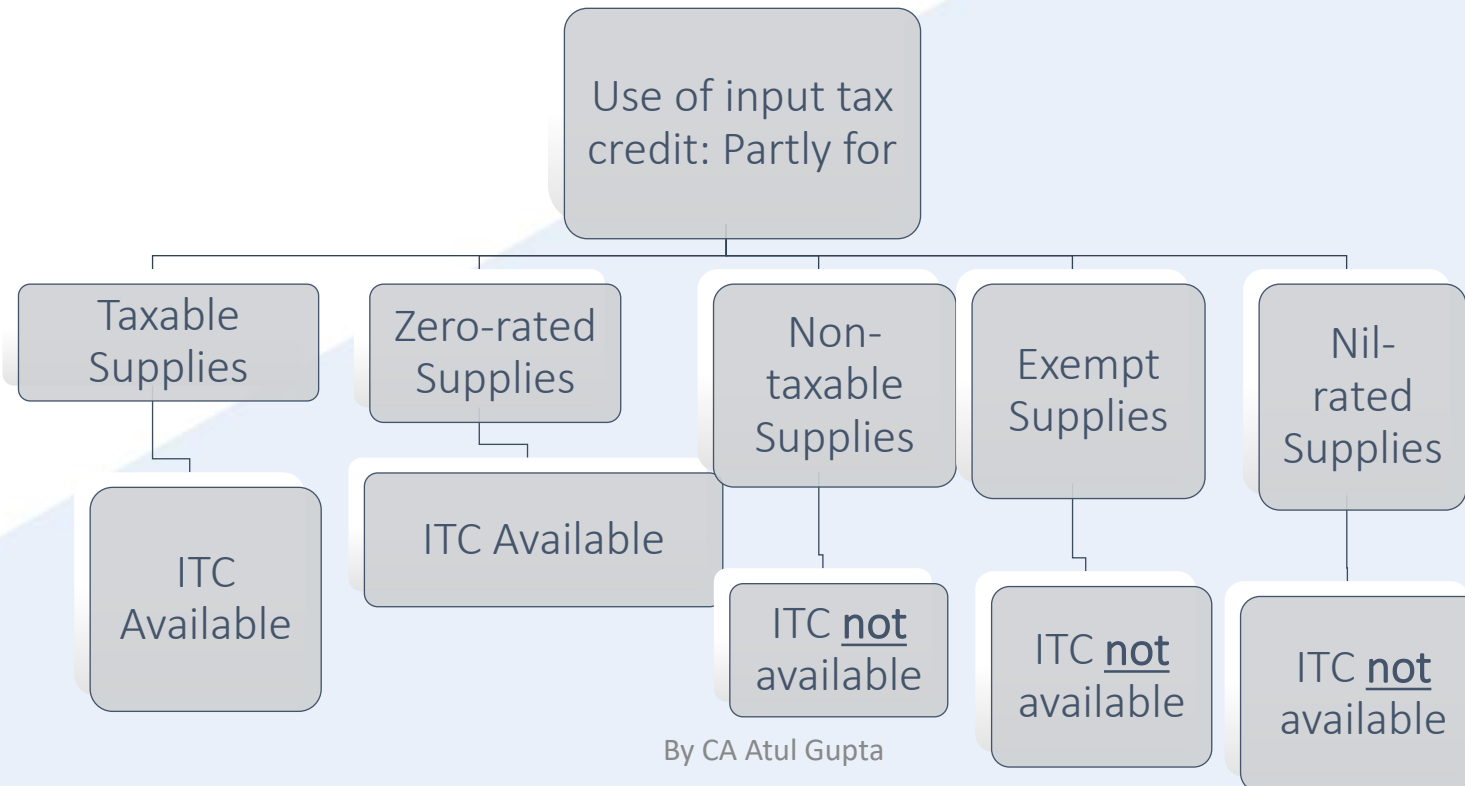 Use of input tax
credit: Partly for
Taxable
Supplies
Zero-rated
Supplies
Non-
taxable
Supplies
Exempt
Supplies
Nil-
rated
Supplies
ITC
Available
ITC Available
ITC not
available
ITC not
available
ITC not
available
By CA Atul Gupta